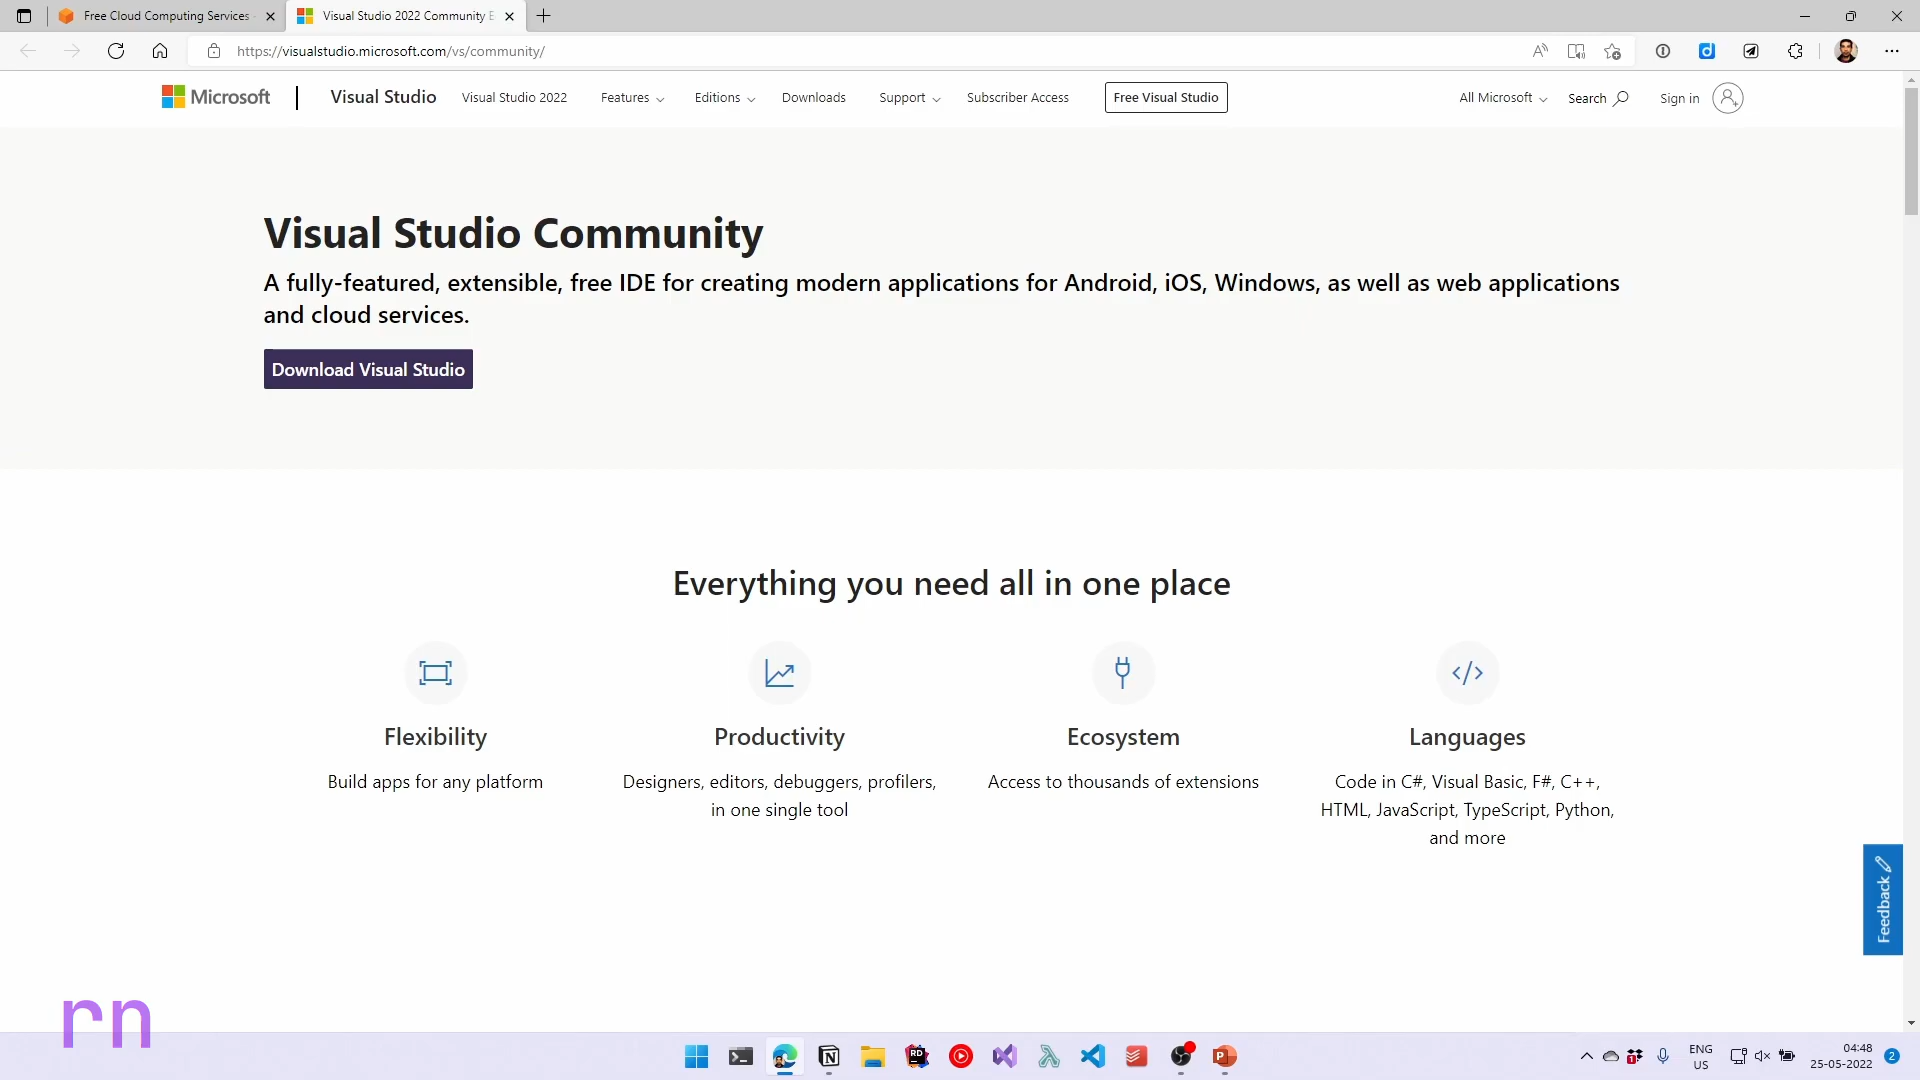 Free Cloud Computing Services -
Visual Studio 2022 Community E
https://visualstudio.microsoft.com/vs/community/
Microsoft
Visual Studio
Visual Studio 2022
Features
Editions
Downloads
Support
Subscriber Access
Free Visual Studio
All Microsoft
Search
Sign in
Visual Studio Community
A fully-featured, extensible, free IDE for creating modern applications for Android, iOS, Windows, as well as web applications
and cloud services.
Download Visual Studio
Everything you need all in one place
Flexibility
Build apps for any platform
Productivity
Designers, editors, debuggers, profilers,
in one single tool
Ecosystem
Access to thousands of extensions
Languages
Code in C#, Visual Basic, F#, C++,
HTML, JavaScript, TypeScript, Python,
and more
Feedback
rn
RD
1
ENG
US
04:48
25-05-2022
2